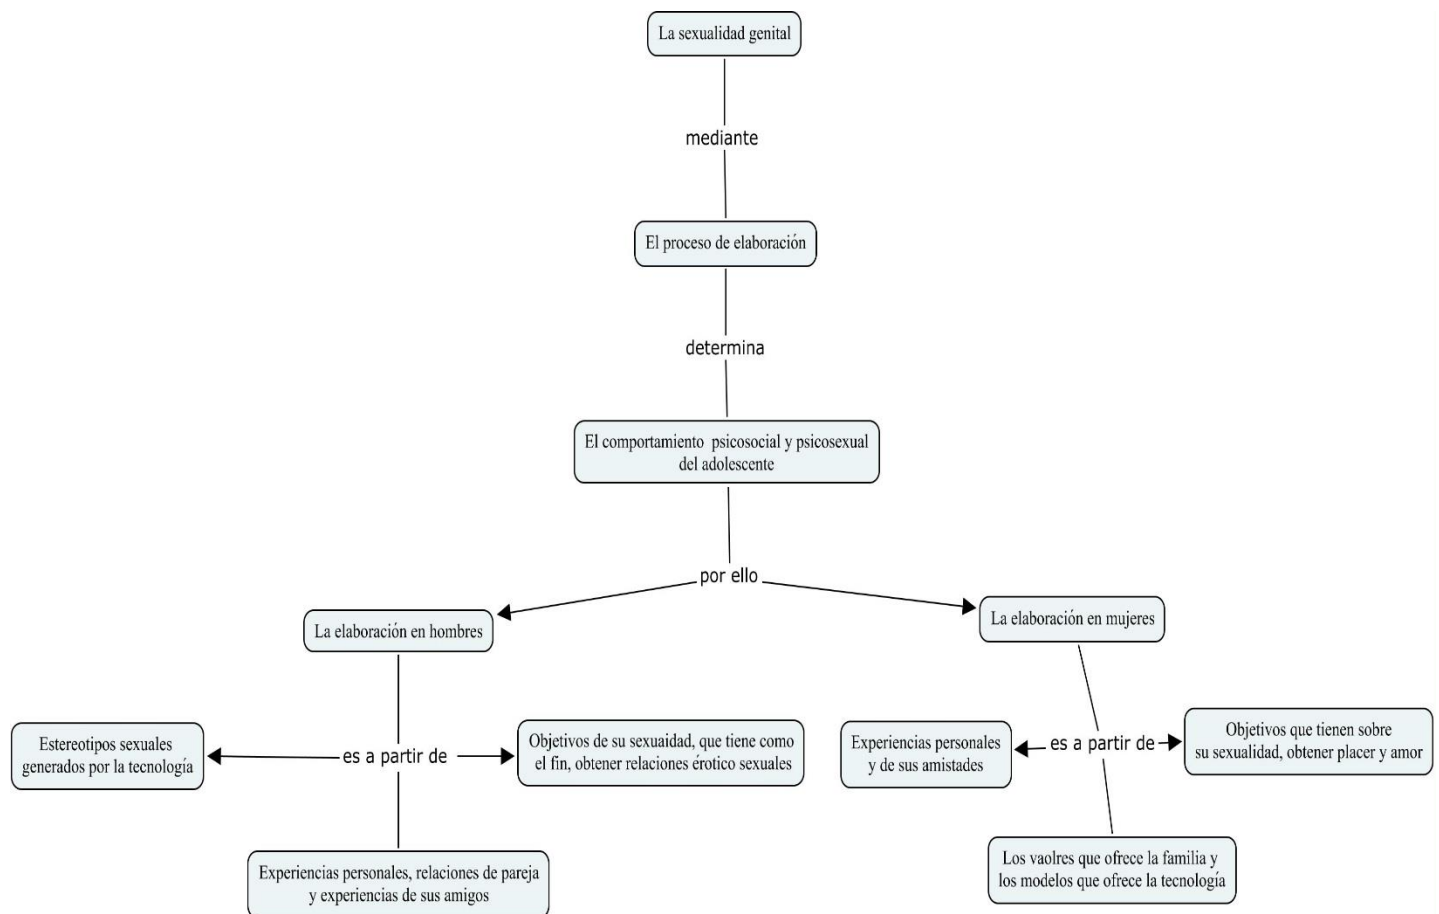 La sexualidad genital
mediante
El proceso de elaboración
determina
El comportamiento psicosocial y psicosexual
del adolescente
por ello
La elaboración en hombres
La elaboración en mujeres
Estereotipos sexuales
generados por la tecnología
es a partir de
Objetivos de su sexuaidad, que tiene como
el fin, obtener relaciones érotico sexuales
Experiencias personales, relaciones de pareja
y experiencias de sus amigos
Experiencias personales
y de sus amistades
es a partir de
Objetivos que tienen sobre
su sexualidad, obtener placer y amor
Los vaolres que ofrece la familia y
los modelos que ofrece la tecnología